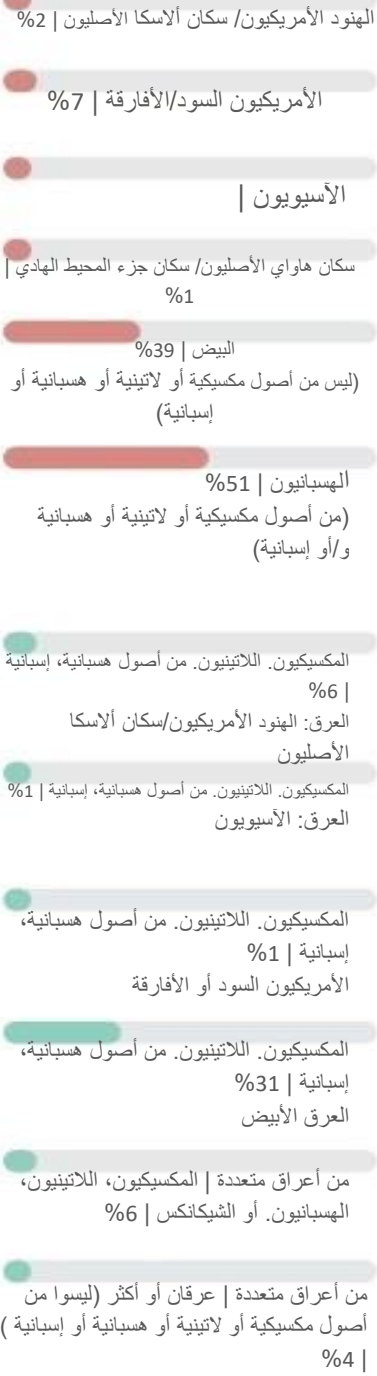 الهنود الأمريكيون/ سكان ألاسكا الأصليون | 2%
الأمريكيون السود/الأفارقة | 7%
الآسيويون |
سكان هاواي الأصليون/ سكان جزء المحيط الهادي |
1%
البيض | 39%
(ليس من أصول مكسيكية أو لاتينية أو هسبانية أو
إسبانية)
الهسبانيون | 51%
(من أصول مكسيكية أو لاتينية أو هسبانية
و/أو إسبانية)
المكسيكيون. اللاتينيون. من أصول هسبانية، إسبانية
| 6%
العرق: الهنود الأمريكيون/سكان ألاسكا
الأصليون
المكسيكيون. اللاتينيون. من أصول هسبانية، إسبانية | 1%
العرق: الآسيويون
المكسيكيون. اللاتينيون. من أصول هسبانية،
إسبانية | 1%
الأمريكيون السود أو الأفارقة
المكسيكيون. اللاتينيون. من أصول هسبانية،
إسبانية | 31%
العرق الأبيض
من أعراق متعددة | المكسيكيون، اللاتينيون،
الهسبانيون. أو الشيكانكس | 6%
من أعراق متعددة | عرقان أو أكثر (ليسوا من
أصول مكسيكية أو لاتينية أو هسبانية أو إسبانية )
| 4%